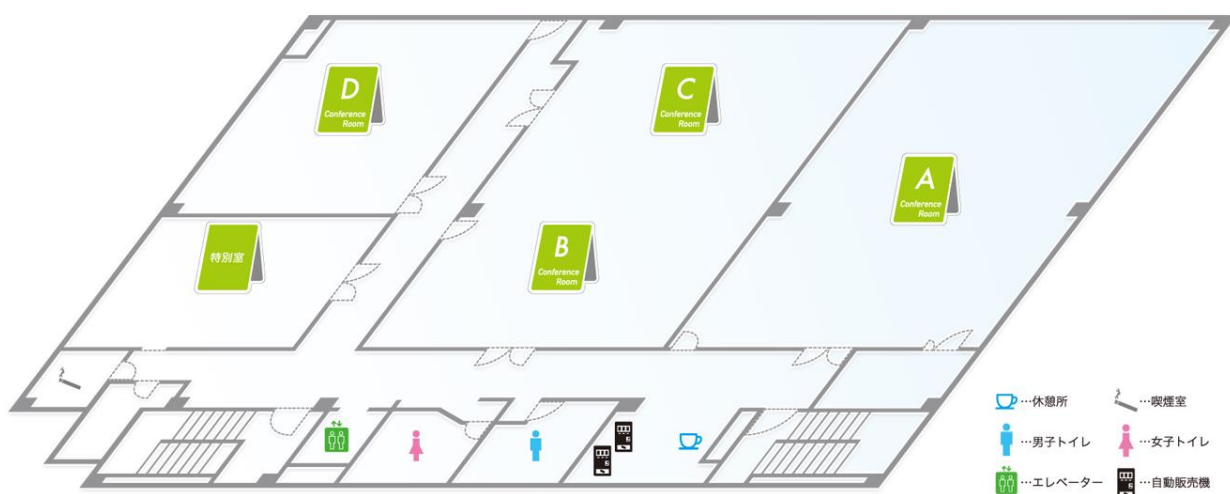 D
Conference
Room
C
Conference
Room
A
Conference
Room
特別室
B
Conference
Room
…休憩所
…喫煙室
…男子トイレ
…女子トイレ
…エレベーター
…自動販売機